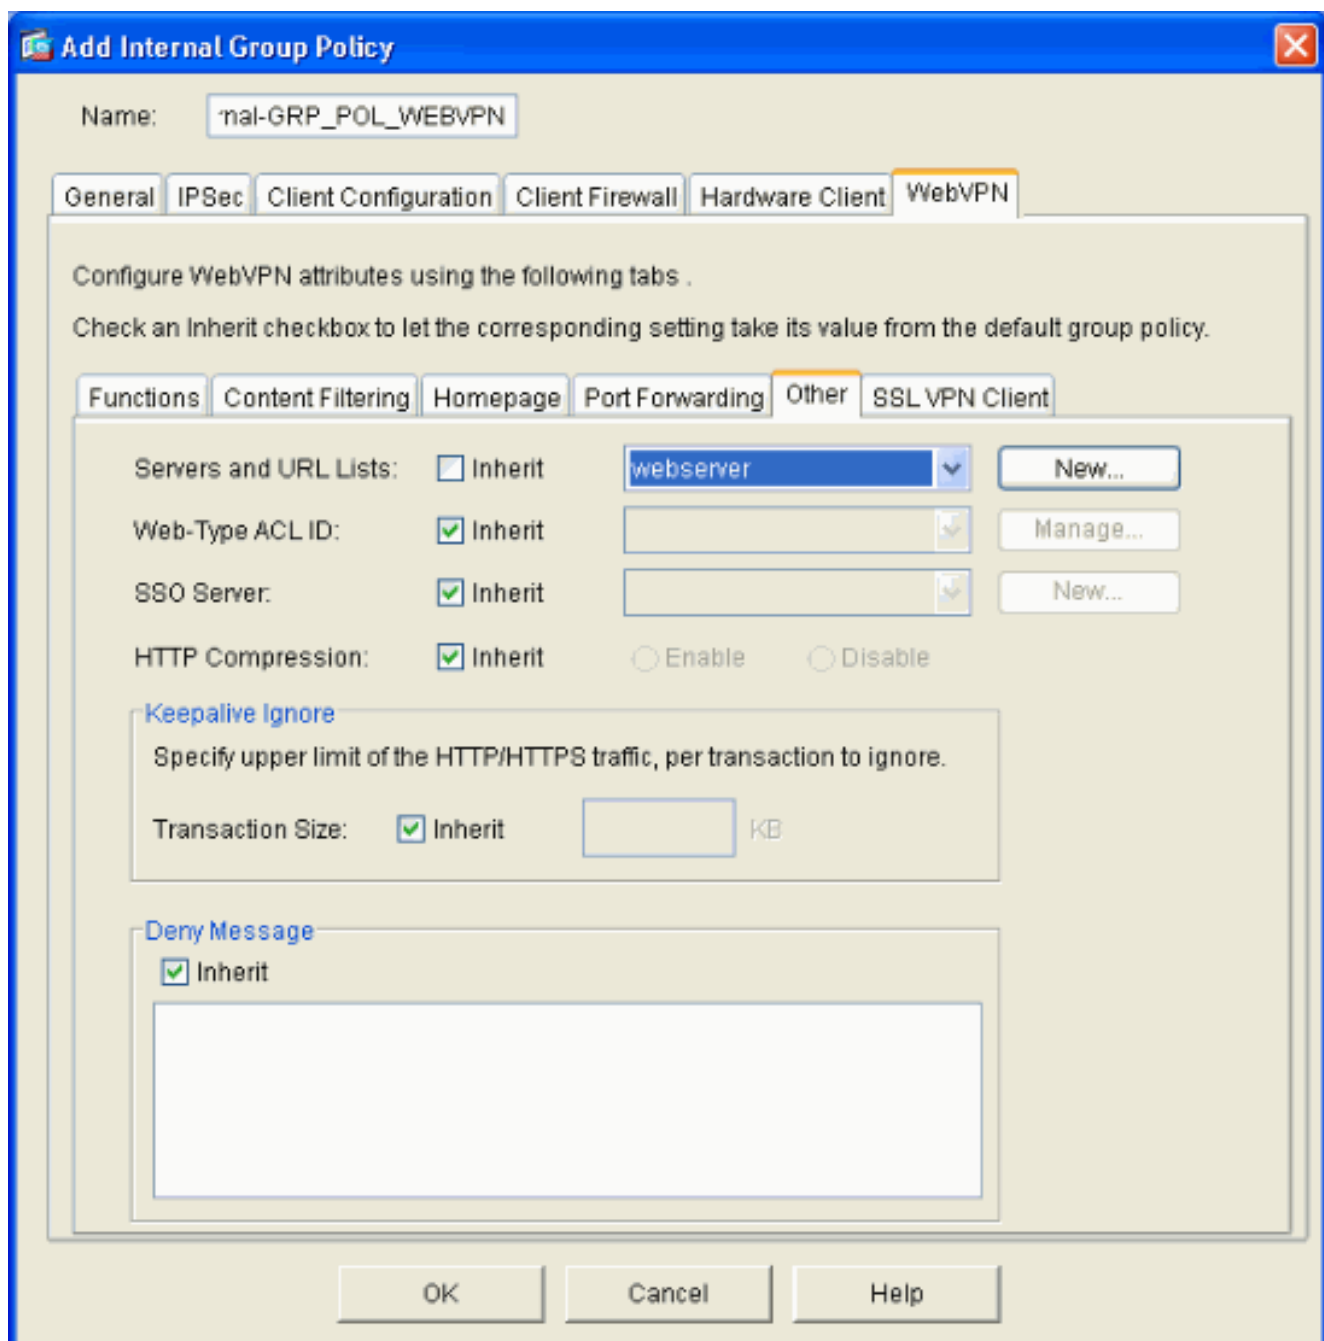 Add Internal Group Policy
Name: rnal-GRP_POL_WEBVPN
General IPSec Client Configuration Client Firewall Hardware Client WebVPN
Configure WebVPN attributes using the following tabs .
Check an Inherit checkbox to let the corresponding setting take its value from the default group policy.
Functions Content Filtering Homepage Port Forwarding Other SSL VPN Client
Servers and URL Lists: Inherit webserver New...
Web-Type ACL ID: Inherit Manage...
SSO Server: Inherit New...
HTTP Compression: Inherit Enable Disable
Keepalive Ignore
Specify upper limit of the HTTP/HTTPS traffic, per transaction to ignore.
Transaction Size: Inherit KB
Deny Message
Inherit
OK Cancel Help